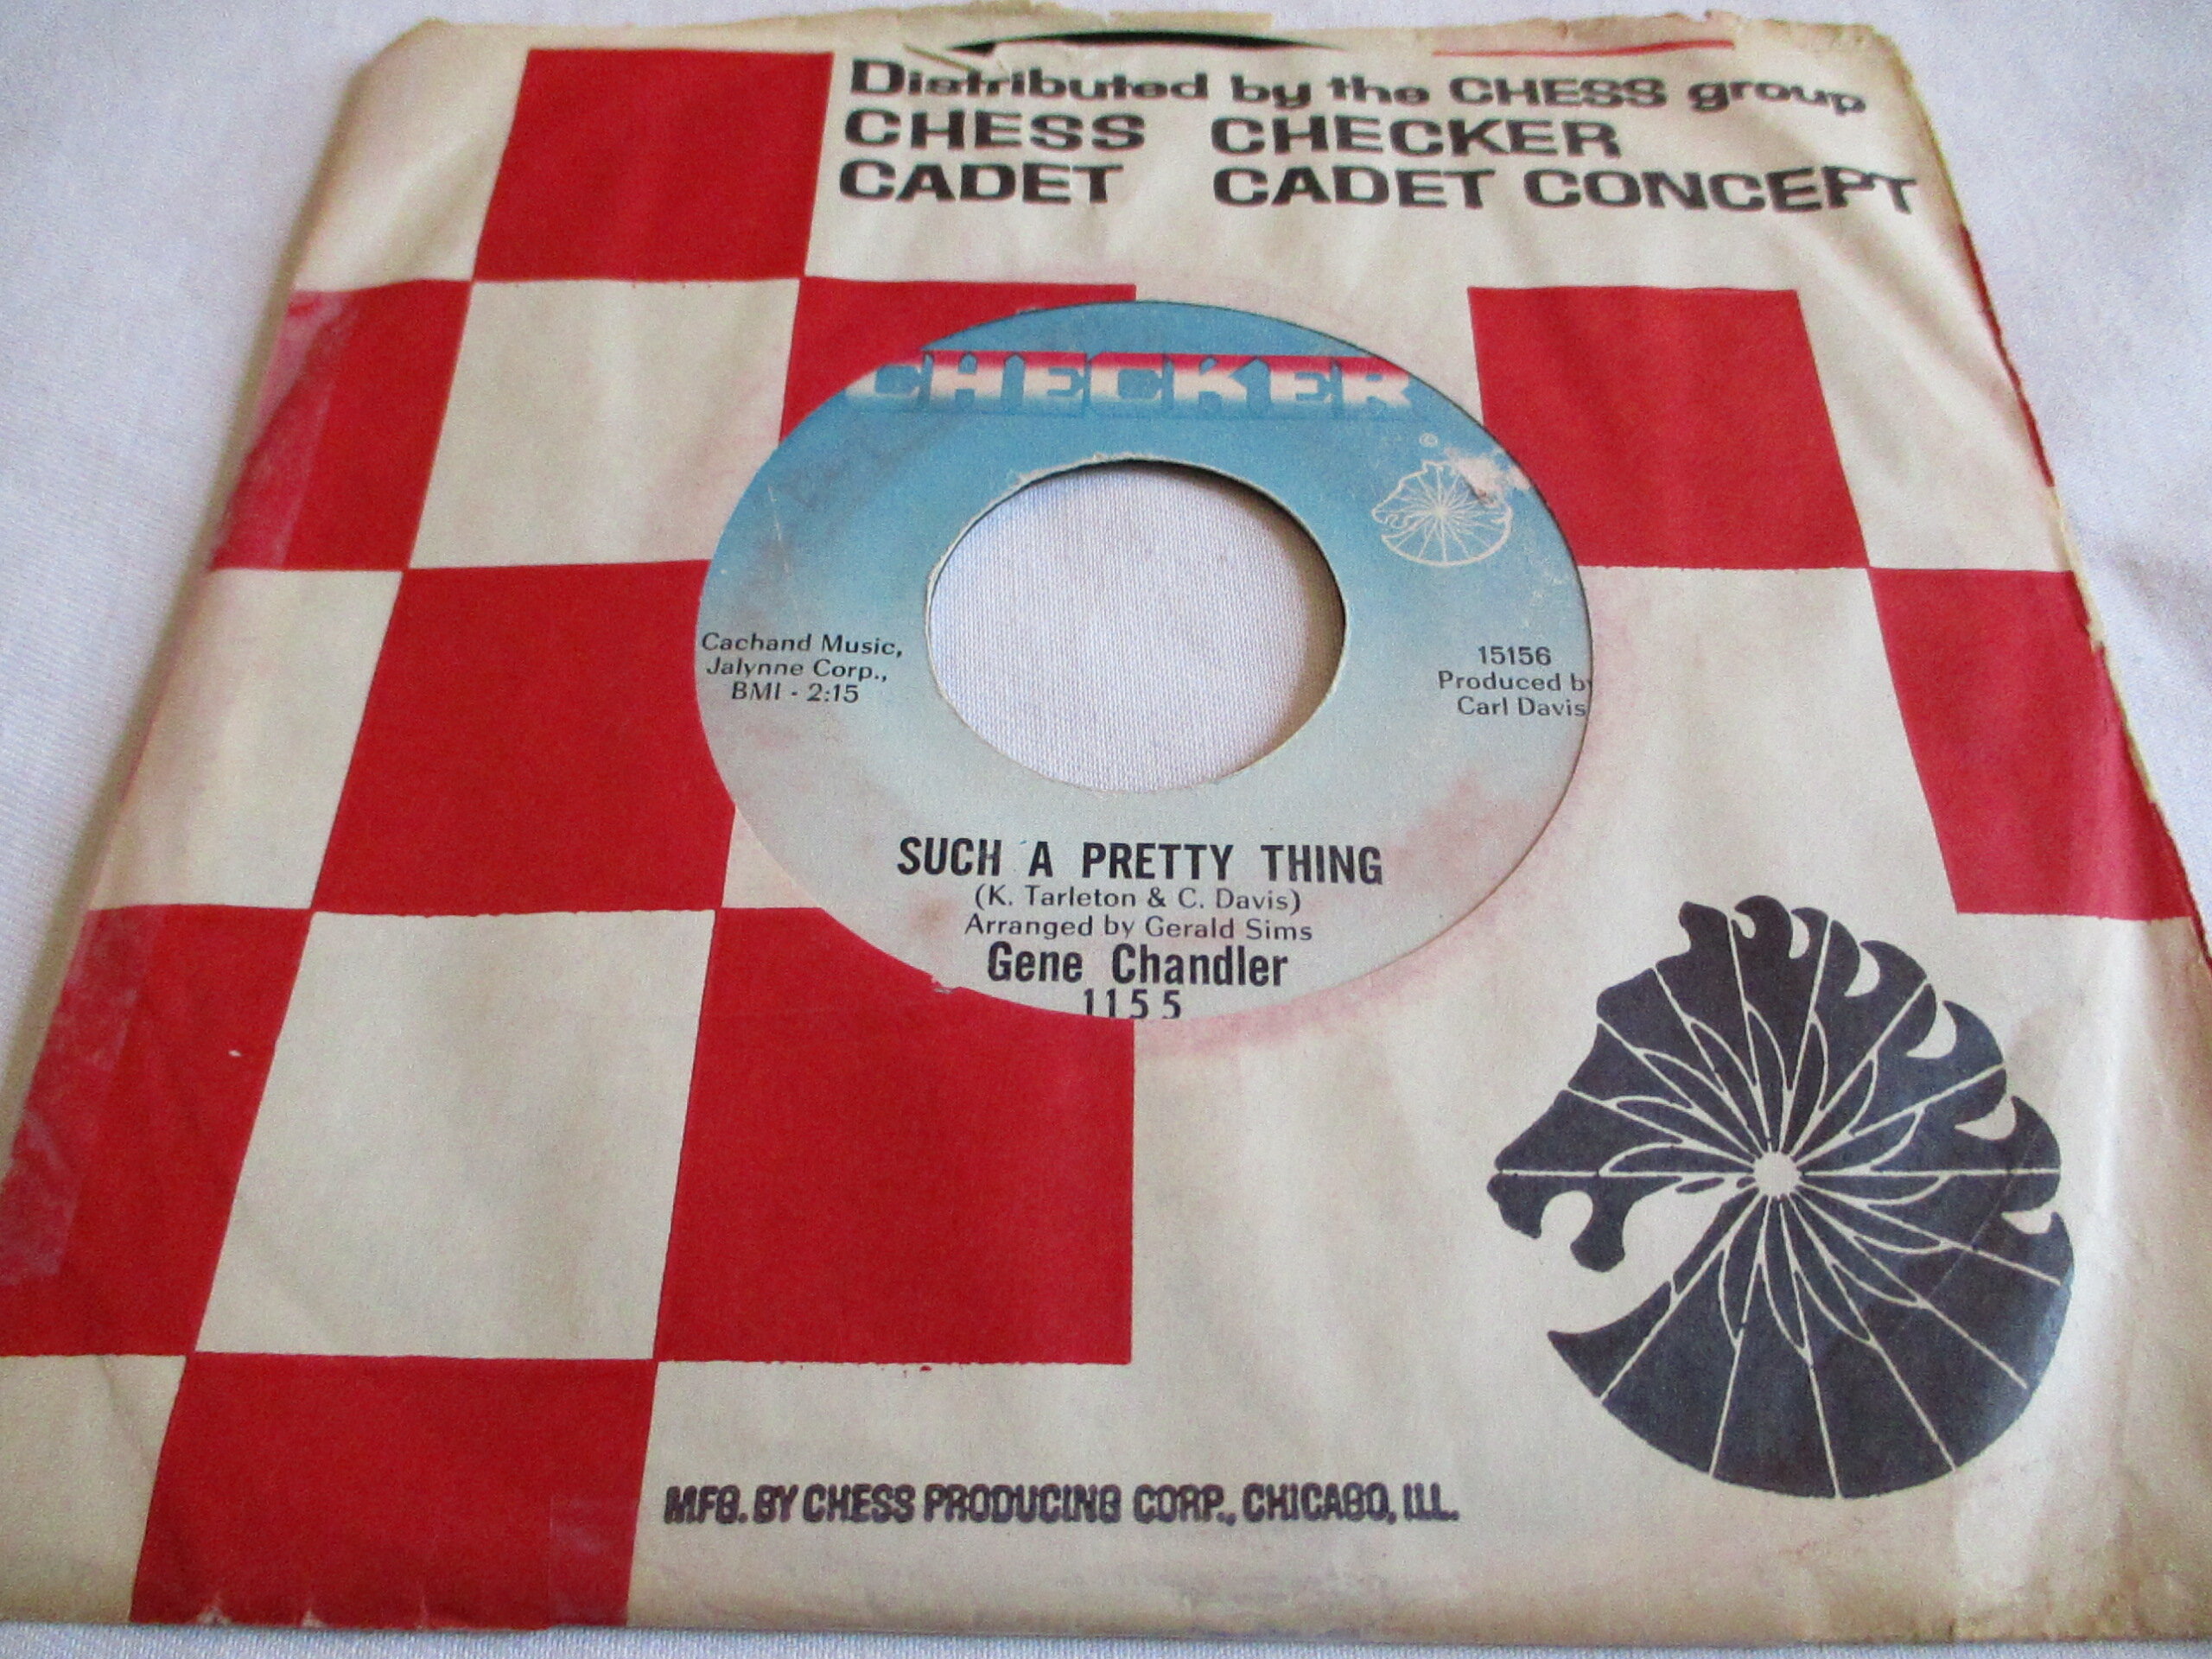 Distributed by the CHESS group
CHESS CHECKER
CADET CADET CONCEPT
CHECKER
©
Cachand Music,
Jalynne Corp.,
BMI - 2:15
15156
Produced by
Carl Davis
SUCH A PRETTY THING
(K. Tarleton & C. Davis)
Arranged by Gerald Sims
Gene Chandler
1155
MFG. BY CHESS PRODUCING CORP., CHICAGO, ILL.